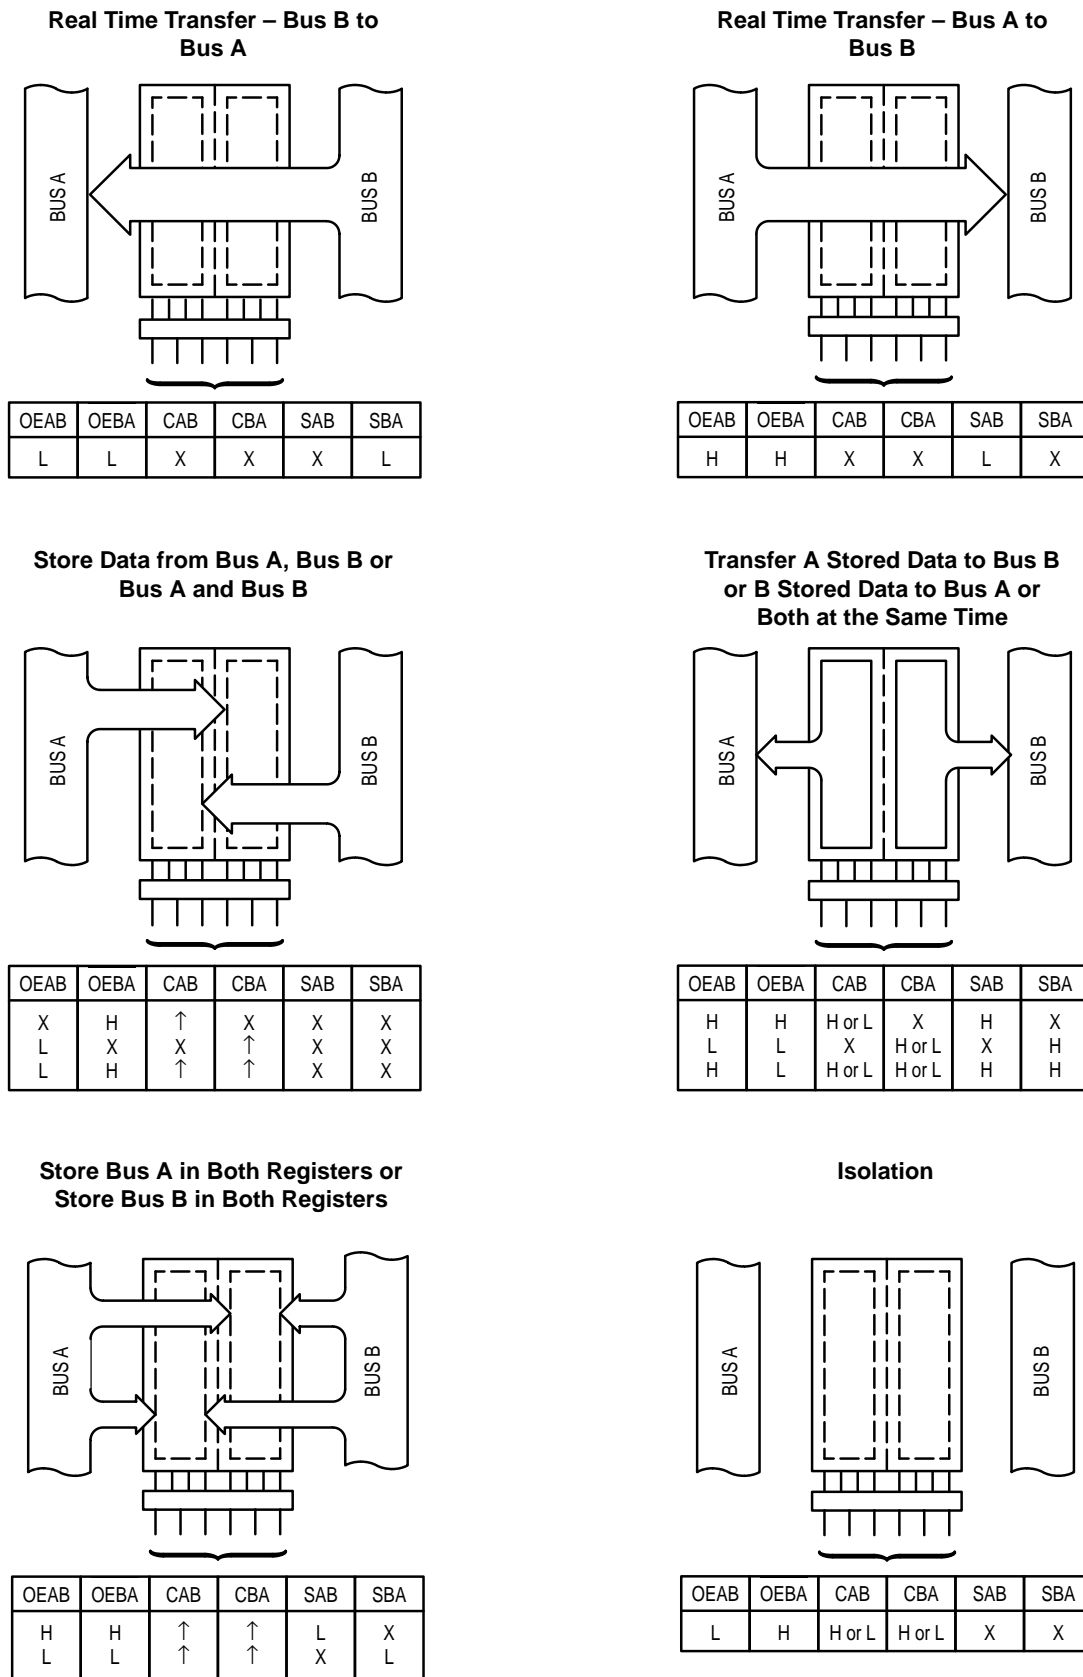 Real Time Transfer – Bus B to
Bus A
BUS A
BUS B
OEAB OEBA CAB CBA SAB SBA
L L X X X L
Real Time Transfer – Bus A to
Bus B
BUS A
BUS B
OEAB OEBA CAB CBA SAB SBA
H H X X L X
Store Data from Bus A, Bus B or
Bus A and Bus B
BUS A
BUS B
OEAB OEBA CAB CBA SAB SBA
X H ↑ X X X
L X X ↑ X X
L H ↑ ↑ X X
Transfer A Stored Data to Bus B
or B Stored Data to Bus A or
Both at the Same Time
BUS A
BUS B
OEAB OEBA CAB CBA SAB SBA
H H H or L X H X
L L X H or L X H
H L H or L H or L H H
Store Bus A in Both Registers or
Store Bus B in Both Registers
BUS A
BUS B
OEAB OEBA CAB CBA SAB SBA
H H ↑ ↑ L X
L L ↑ ↑ X L
Isolation
BUS A
BUS B
OEAB OEBA CAB CBA SAB SBA
L H H or L H or L X X